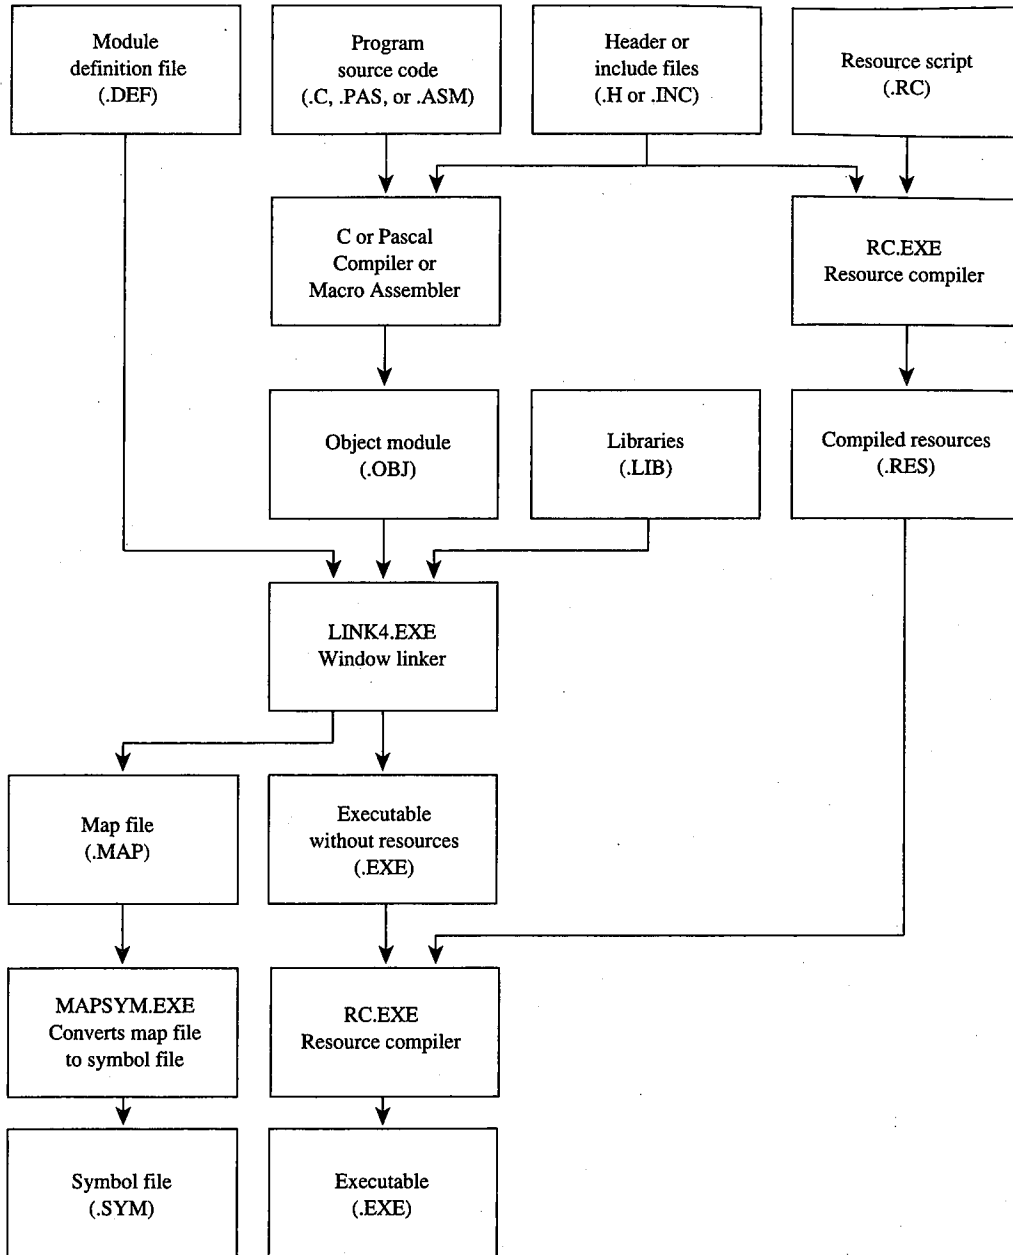 Module
definition file
(.DEF)
Program
source code
(.C, .PAS, or .ASM)
Header or
include files
(.H or .INC)
Resource script
(.RC)
C or Pascal
Compiler or
Macro Assembler
RC.EXE
Resource compiler
Object module
(.OBJ)
Libraries
(.LIB)
Compiled resources
(.RES)
LINK4.EXE
Window linker
Map file
(.MAP)
Executable
without resources
(.EXE)
MAPSYM.EXE
Converts map file
to symbol file
RC.EXE
Resource compiler
Symbol file
(.SYM)
Executable
(.EXE)